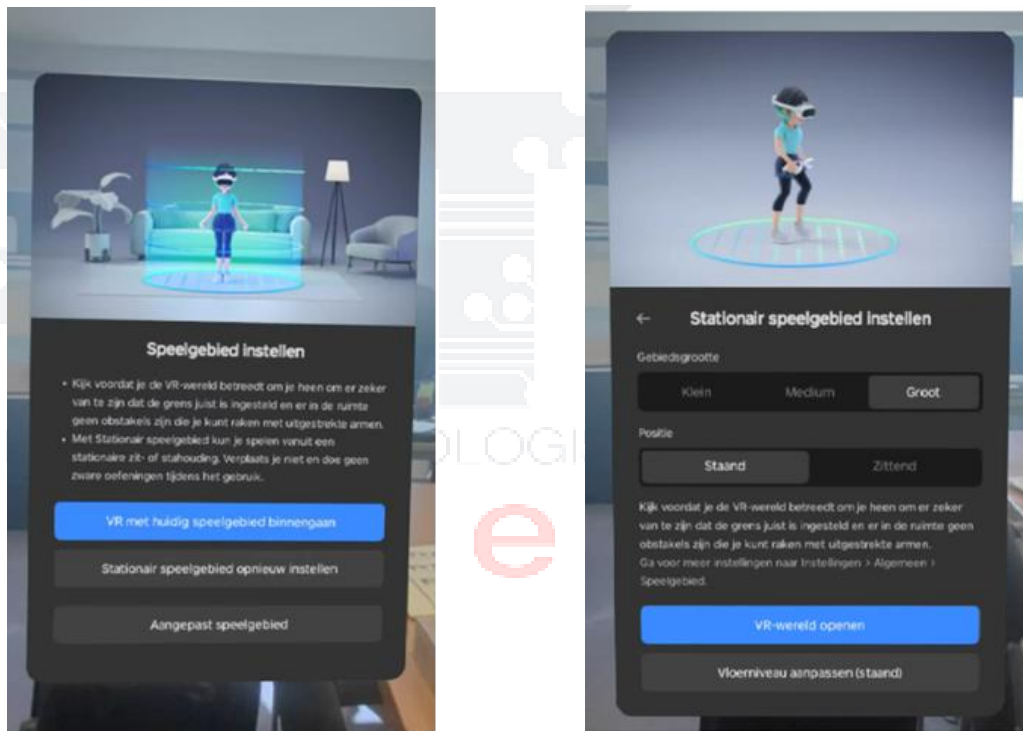 Speelgebied instellen
• Kijk voordat je de VR-wereld betreedt om je heen om er zeker
van te zijn dat de grens juist is ingesteld en er in de ruimte
geen obstakels zijn die je kunt raken met uitgestrekte armen.
• Met Stationair speelgebied kun je spelen vanuit een
stationaire zit- of stahouding. Verplaats je niet en doe geen
zware oefeningen tijdens het gebruik.
VR met huidig speelgebied binnengaan
Stationair speelgebied opnieuw instellen
Aangepast speelgebied
← Stationair speelgebied instellen
Gebiedsgrootte
Klein Medium Groot
Positie
Staand Zittend
Kijk voordat je de VR-wereld betreedt om je heen om er zeker
van te zijn dat de grens juist is ingesteld en er in de ruimte geen
obstakels zijn die je kunt raken met uitgestrekte armen.
Ga voor meer instellingen naar Instellingen > Algemeen >
Speelgebied.
VR-wereld openen
Vloerniveau aanpassen (staand)
OLOGI
e